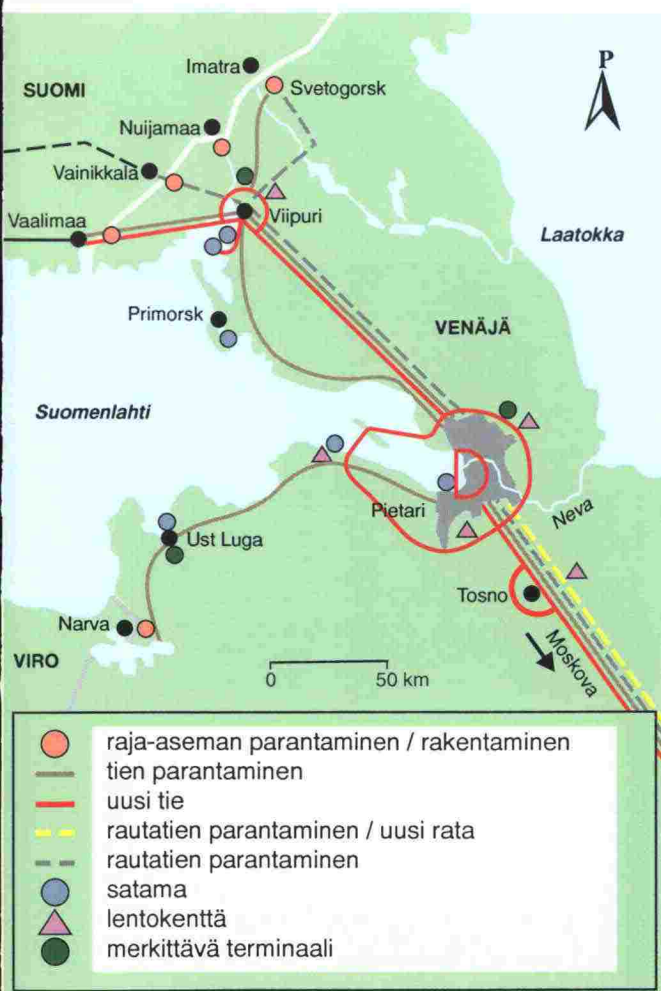 P
Imatra
SUOMI
Svetogorsk
Nuijamaa
Vainikkala
Vaalimaa
Viipuri
Laatokka
Primorsk
VENÄJÄ
Suomenlahti
Pietari
Neva
Ust Luga
Tosno
Narva
Moskova
VIRO
0 50 km
raja-aseman parantaminen / rakentaminen
tien parantaminen
uusi tie
rautatien parantaminen / uusi rata
rautatien parantaminen
satama
lentokenttä
merkittävä terminaali